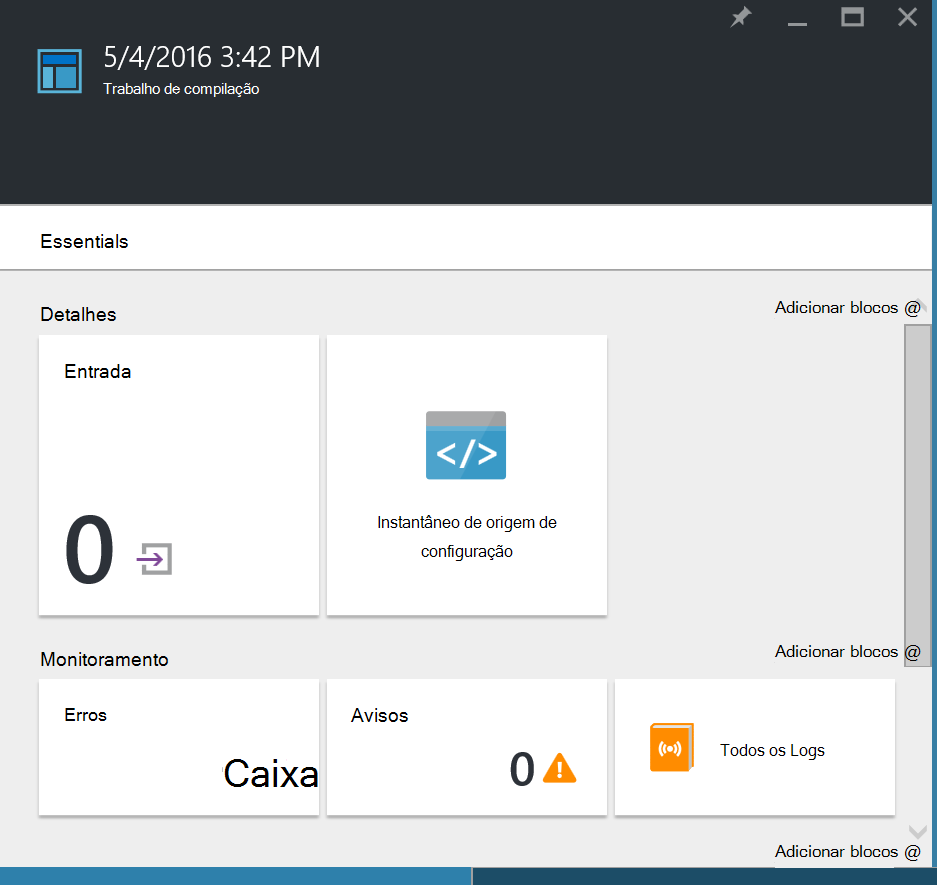 5/4/2016 3:42 PM
Trabalho de compilação
Essentials
Detalhes
Adicionar blocos @
Entrada
0
</>
Instantâneo de origem de
configuração
Monitoramento
Adicionar blocos @
Erros
Caixa
Avisos
0
Todos os Logs
Adicionar blocos @